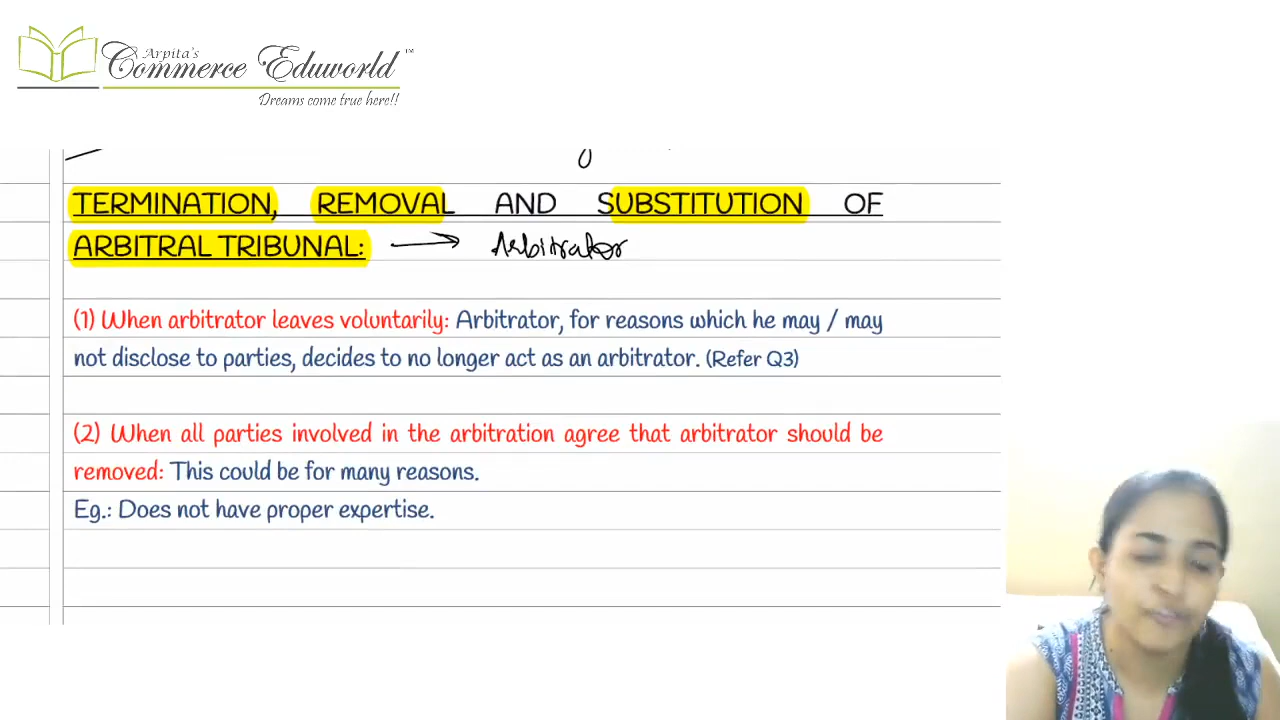 Arpita's
Commerce Eduworld™
Dreams come true here!!
TERMINATION, REMOVAL AND SUBSTITUTION OF
ARBITRAL TRIBUNAL: → Arbitrator
(1) When arbitrator leaves voluntarily: Arbitrator, for reasons which he may / may
not disclose to parties, decides to no longer act as an arbitrator. (Refer Q3)
(2) When all parties involved in the arbitration agree that arbitrator should be
removed: This could be for many reasons.
Eg.: Does not have proper expertise.